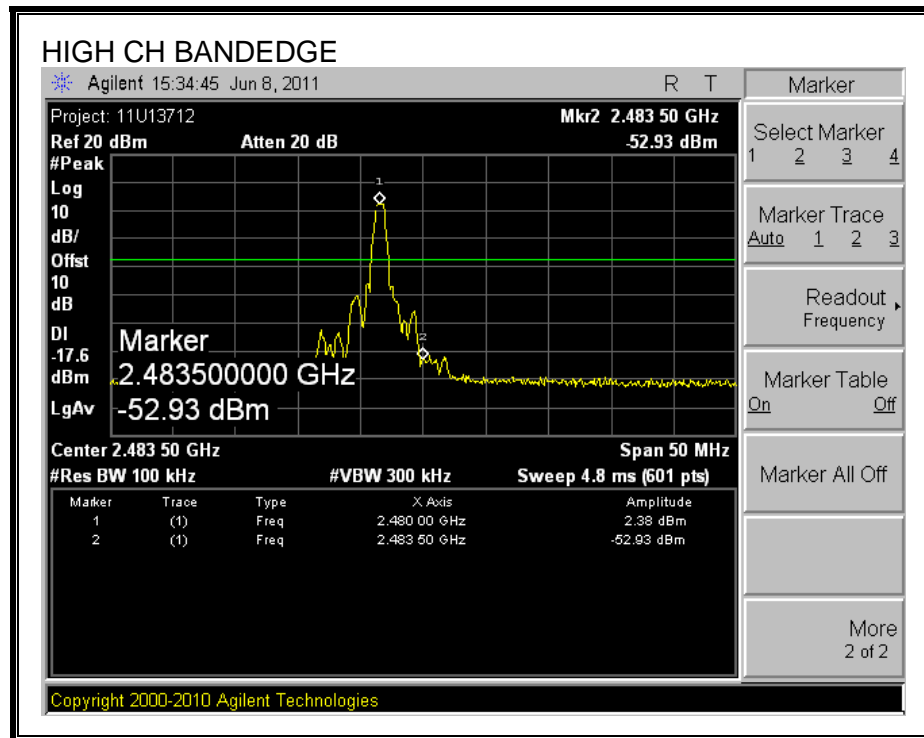 HIGH CH BANDEDGE
Agilent 15:34:45 Jun 8, 2011 R T
Marker
Project: 11U13712 Mkr2 2.483 50 GHz
Ref 20 dBm Atten 20 dB -52.93 dBm
#Peak
Log
10
dB/
Offst
10
dB
DI
-17.6
dBm
LgAv
1
2
Marker
2.483500000 GHz
-52.93 dBm
Center 2.483 50 GHz Span 50 MHz
#Res BW 100 kHz #VBW 300 kHz Sweep 4.8 ms (601 pts)
Marker Trace Type X Axis Amplitude
1 (1) Freq 2.480 00 GHz 2.38 dBm
2 (1) Freq 2.483 50 GHz -52.93 dBm
Select Marker
1 2 3 4
Marker Trace
Auto 1 2 3
Readout
Frequency
Marker Table
On Off
Marker All Off
More
2 of 2
Copyright 2000-2010 Agilent Technologies